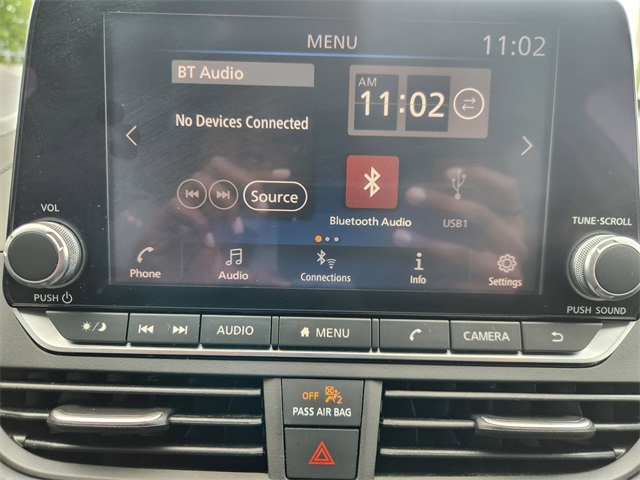 MENU 11:02
BT Audio
AM
11:02
No Devices Connected
Source
Bluetooth Audio
USB1
Phone Audio Connections Info Settings
VOL
PUSH
TUNE·SCROLL
PUSH SOUND
AUDIO MENU CAMERA
OFF 2
PASS AIR BAG